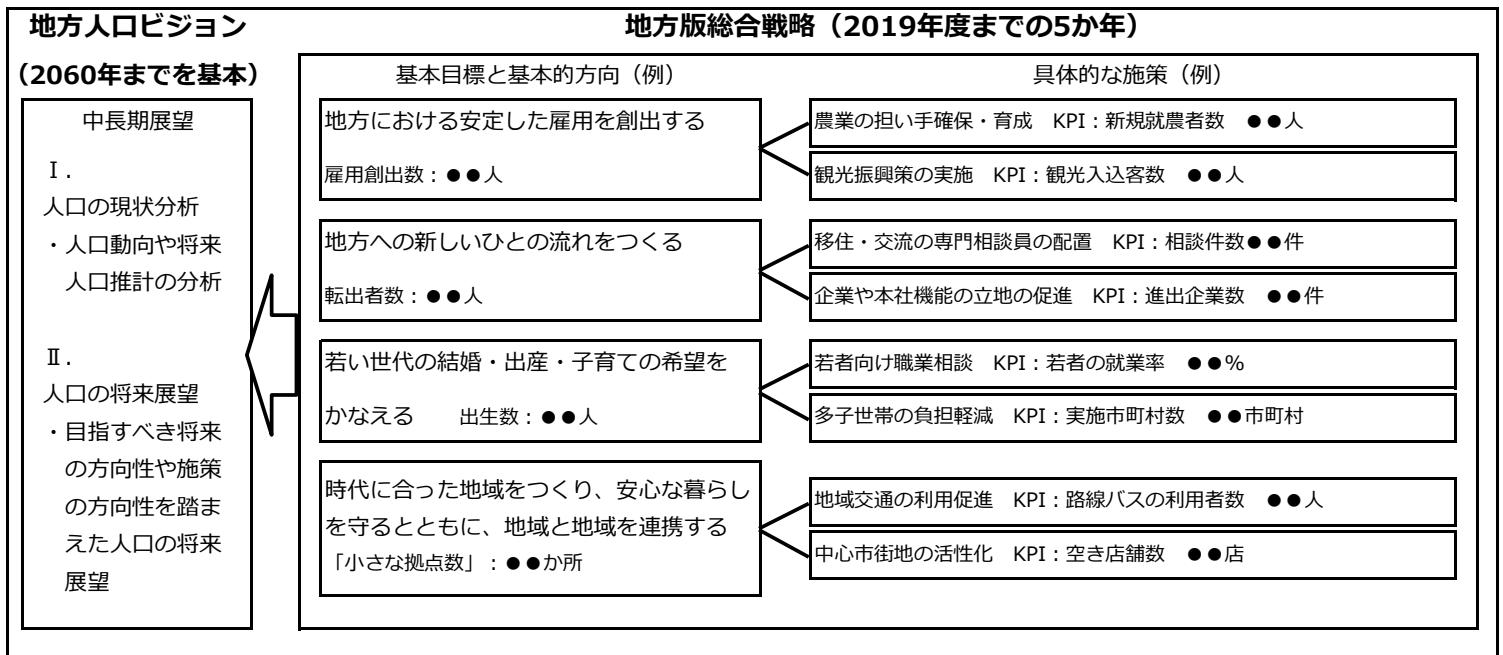 地方人口ビジョン
（2060年までを基本）
中長期展望
Ⅰ．
人口の現状分析
・人口動向や将来
人口推計の分析
Ⅱ．
人口の将来展望
・目指すべき将来
の方向性や施策
の方向性を踏ま
えた人口の将来
展望
地方版総合戦略（2019年度までの5か年）
基本目標と基本的方向（例）
具体的な施策（例）
地方における安定した雇用を創出する
雇用創出数：●●人
農業の担い手確保・育成　KPI：新規就農者数　●●人
観光振興策の実施　KPI：観光入込客数　●●人
地方への新しいひとの流れをつくる
転出者数：●●人
移住・交流の専門相談員の配置　KPI：相談件数●●件
企業や本社機能の立地の促進　KPI：進出企業数　●●件
若い世代の結婚・出産・子育ての希望を
かなえる　　出生数：●●人
若者向け職業相談　KPI：若者の就業率　●●%
多子世帯の負担軽減　KPI：実施市町村数　●●市町村
時代に合った地域をつくり、安心な暮らし
を守るとともに、地域と地域を連携する
「小さな拠点数」：●●か所
地域交通の利用促進　KPI：路線バスの利用者数　●●人
中心市街地の活性化　KPI：空き店舗数　●●店